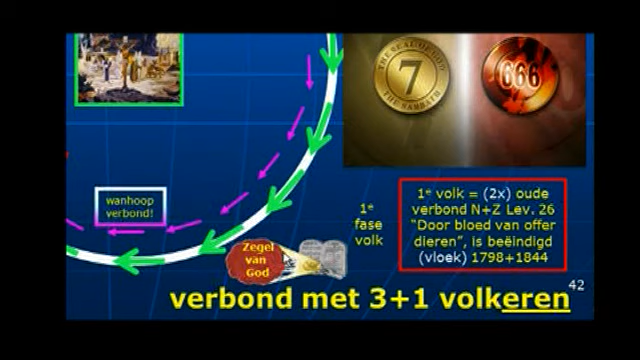 THE SEAL OF GOD
7
THE SABBATH
666
wanhoop
verbond!
1e
fase
volk
1e volk = (2x) oude
verbond N+Z Lev. 26
"Door bloed van offer
dieren", is beëindigd
(vloek) 1798+1844
Zegel
van
God
verbond met 3+1 volkeren
42